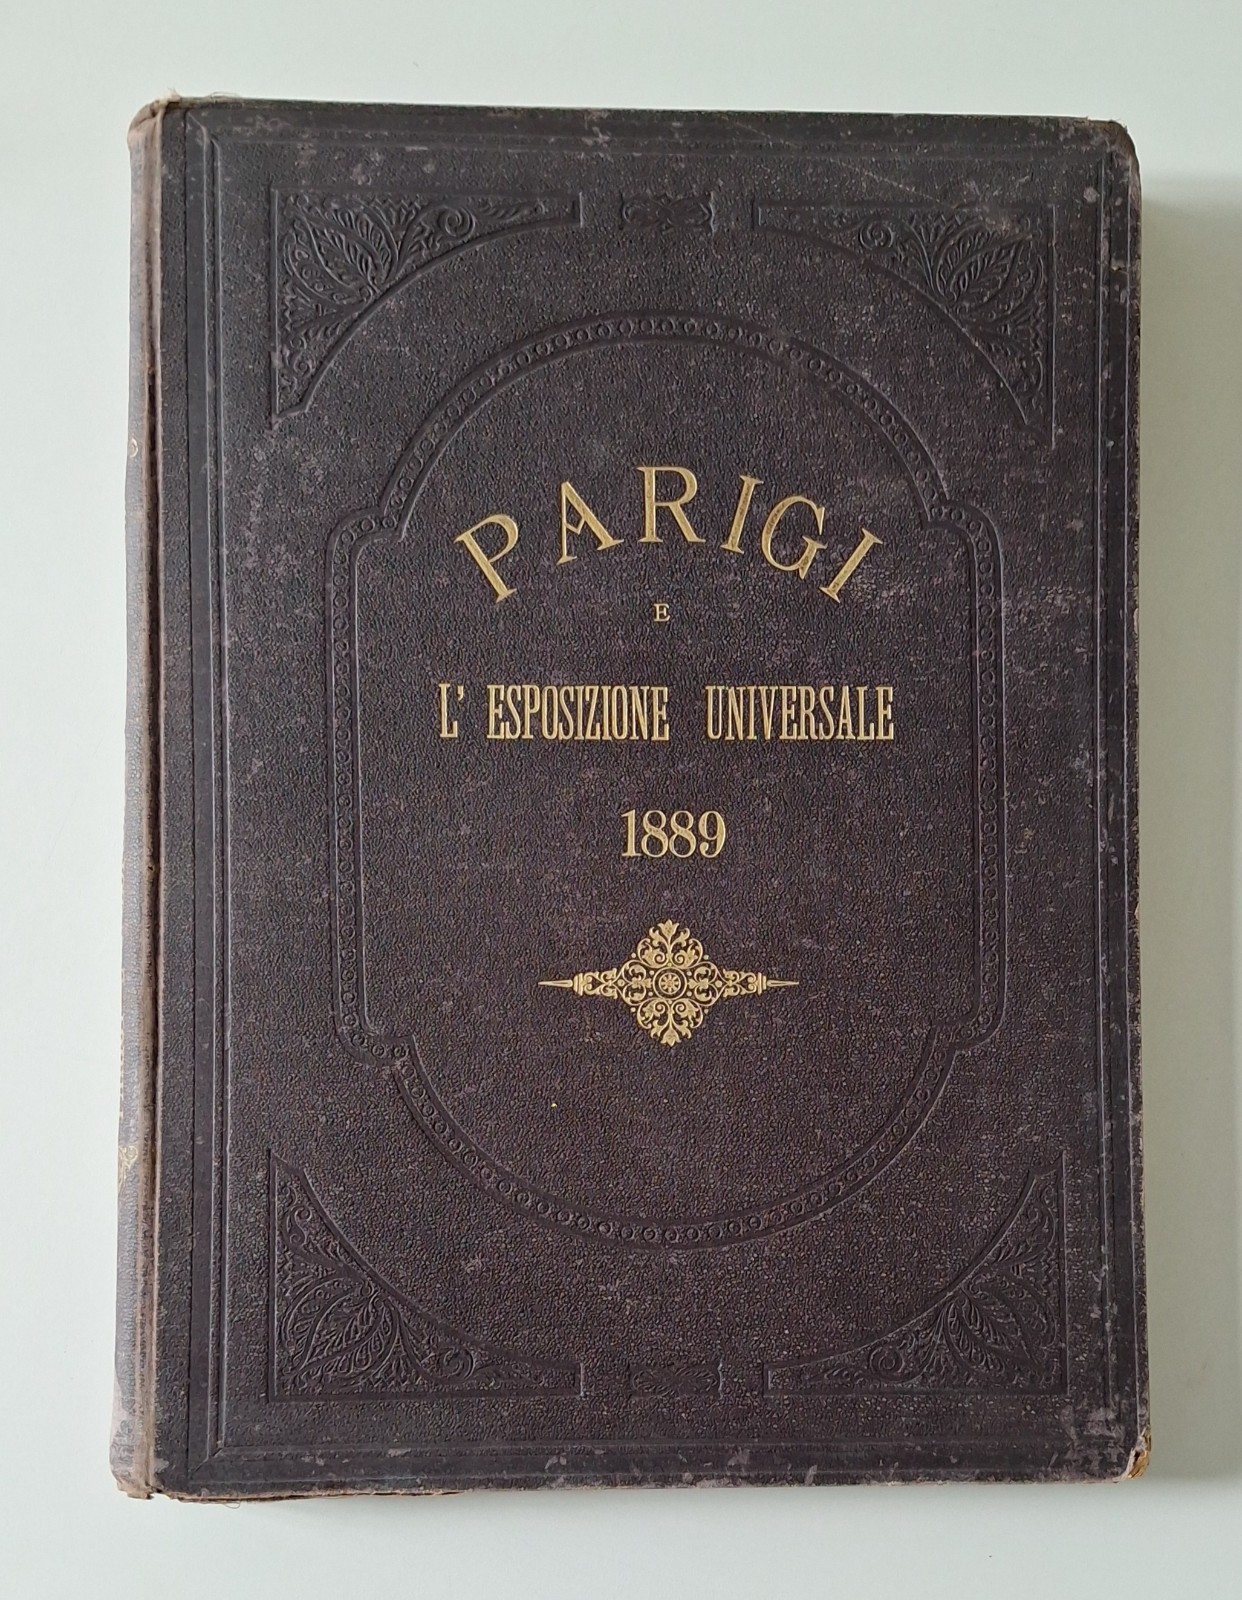 PARIGI
E
L' ESPOSIZIONE UNIVERSALE
1889